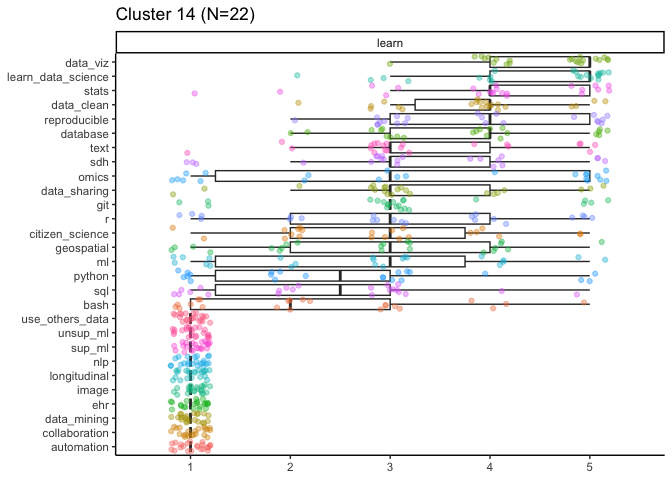 Cluster 14 (N=22)
learn
data_viz
learn_data_science
stats
data_clean
reproducible
database
text
sdh
omics
data_sharing
git
r
citizen_science
geospatial
ml
python
sql
bash
use_others_data
unsup_ml
sup_ml
nlp
longitudinal
image
ehr
data_mining
collaboration
automation
1 2 3 4 5